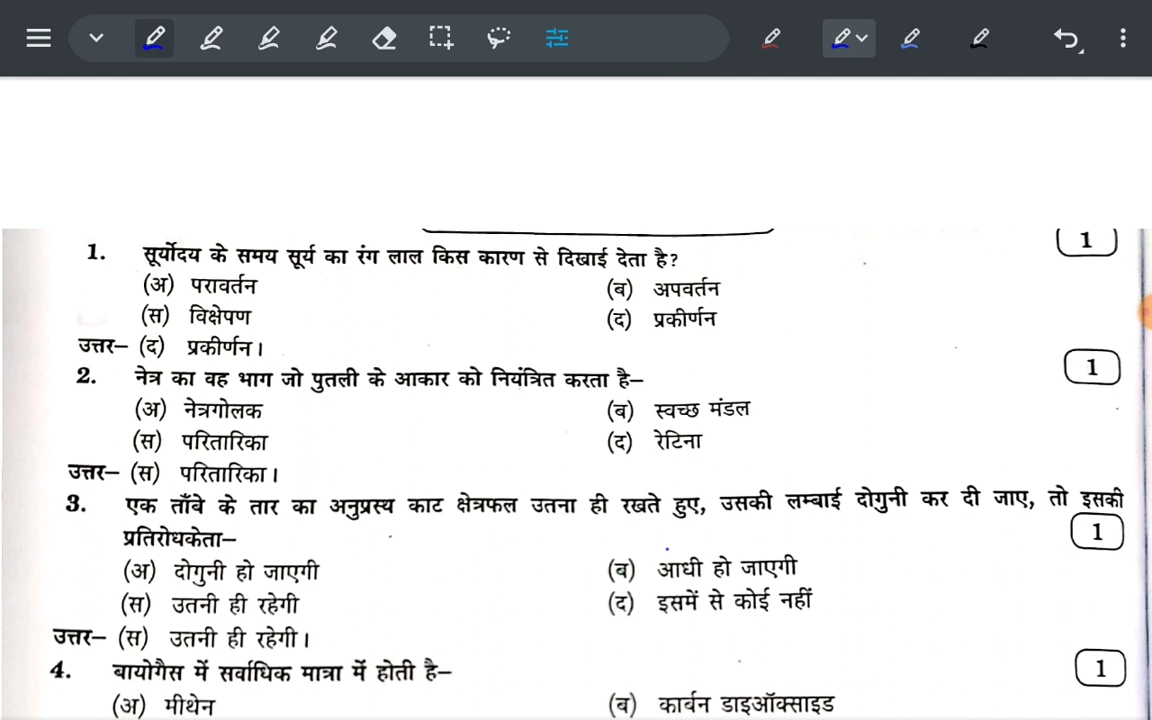 1
1. सूर्योदय के समय सूर्य का रंग लाल किस कारण से दिखाई देता है?
(अ) परावर्तन (ब) अपवर्तन
(स) विक्षेपण (द) प्रकीर्णन
उत्तर– (द) प्रकीर्णन।
1
2. नेत्र का वह भाग जो पुतली के आकार को नियंत्रित करता है–
(अ) नेत्रगोलक (ब) स्वच्छ मंडल
(स) परितारिका (द) रेटिना
उत्तर– (स) परितारिका।
3. एक ताँबे के तार का अनुप्रस्थ काट क्षेत्रफल उतना ही रखते हुए, उसकी लम्बाई दोगुनी कर दी जाए, तो इसकी
प्रतिरोधकेता– 1
(अ) दोगुनी हो जाएगी (ब) आधी हो जाएगी
(स) उतनी ही रहेगी (द) इसमें से कोई नहीं
उत्तर– (स) उतनी ही रहेगी।
4. बायोगैस में सर्वाधिक मात्रा में होती है– 1
(अ) मीथेन (ब) कार्बन डाइऑक्साइड